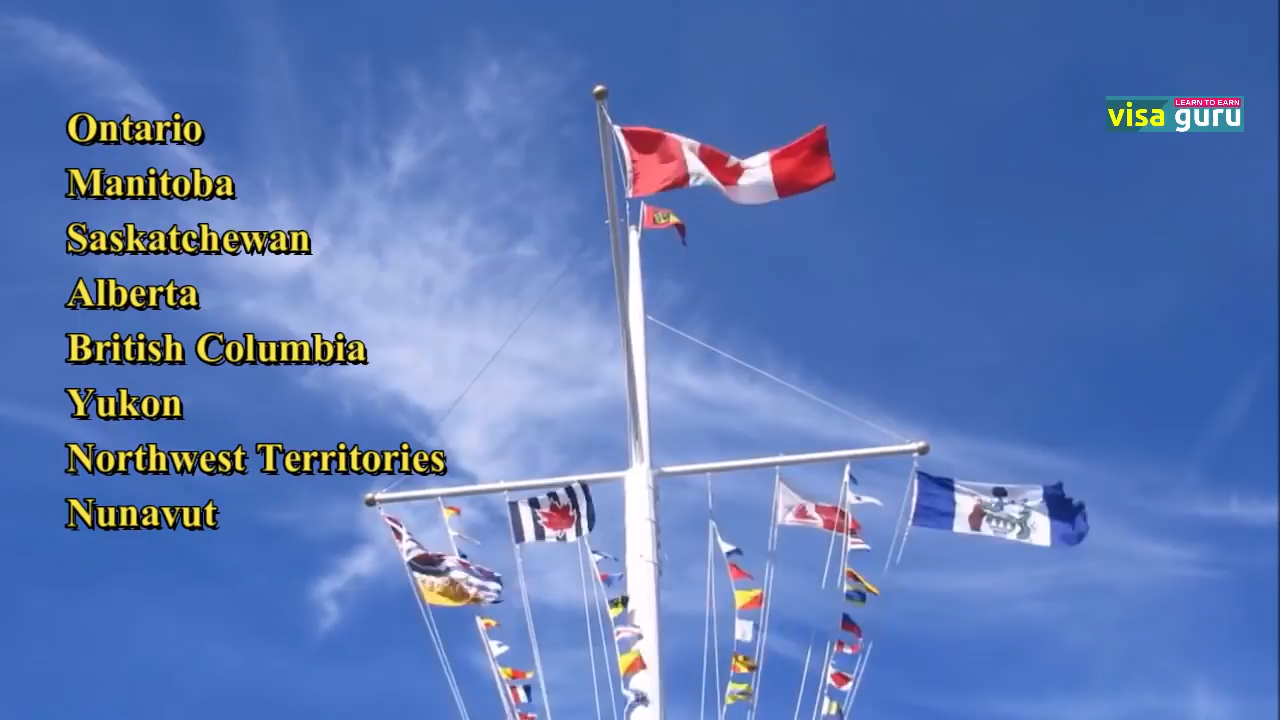 Ontario
Manitoba
Saskatchewan
Alberta
British Columbia
Yukon
Northwest Territories
Nunavut
LEARN TO EARN
visa guru